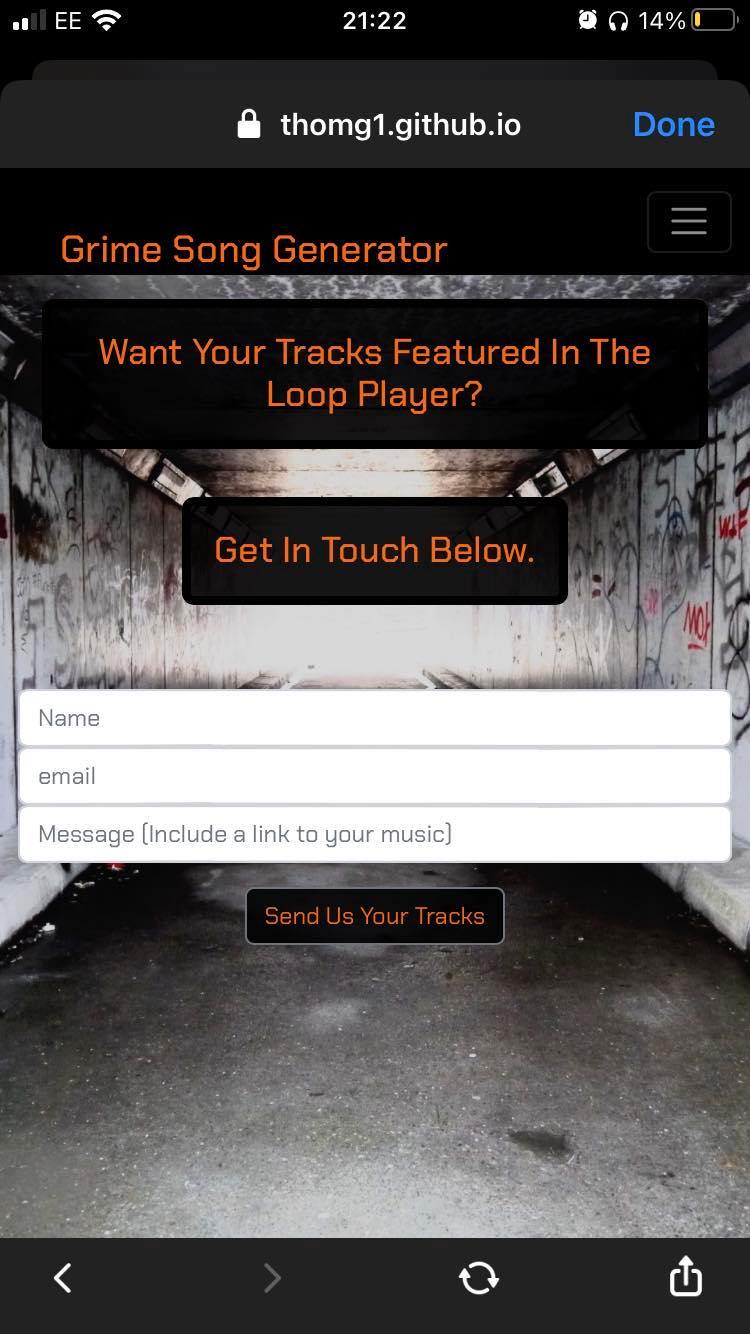 EE 21:22 14%
thomg1.github.io Done
Grime Song Generator
Want Your Tracks Featured In The
Loop Player?
Get In Touch Below.
Name
email
Message (Include a link to your music)
Send Us Your Tracks